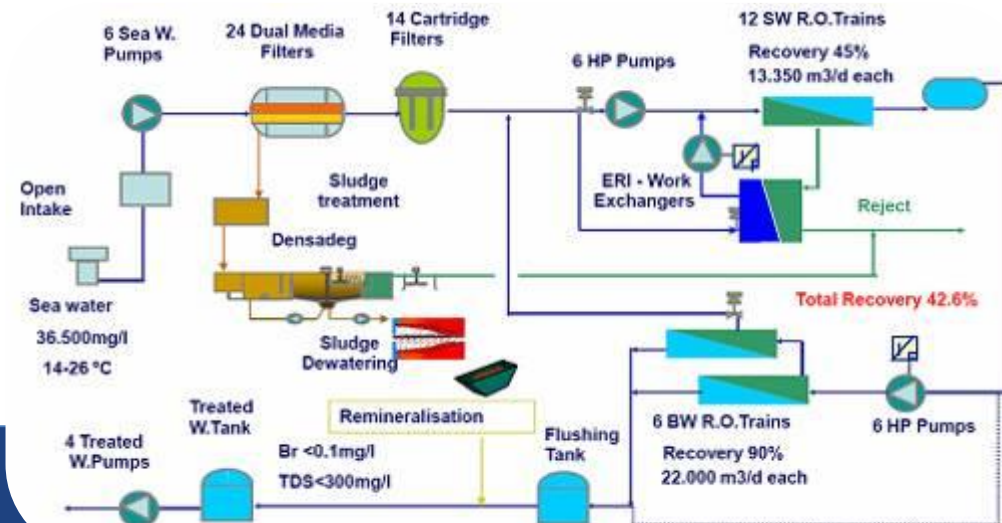 6 Sea W.
Pumps
24 Dual Media
Filters
14 Cartridge
Filters
6 HP Pumps
12 SW R.O.Trains
Recovery 45%
13.350 m3/d each
Open
Intake
Sludge
treatment
Densadeg
ERI - Work
Exchangers
Reject
Sea water
36.500mg/l
14-26 ºC
Sludge
Dewatering
Total Recovery 42.6%
Treated
W.Tank
Remineralisation
Flushing
Tank
6 BW R.O.Trains
Recovery 90%
22.000 m3/d each
6 HP Pumps
4 Treated
W.Pumps
Br <0.1mg/l
TDS<300mg/l